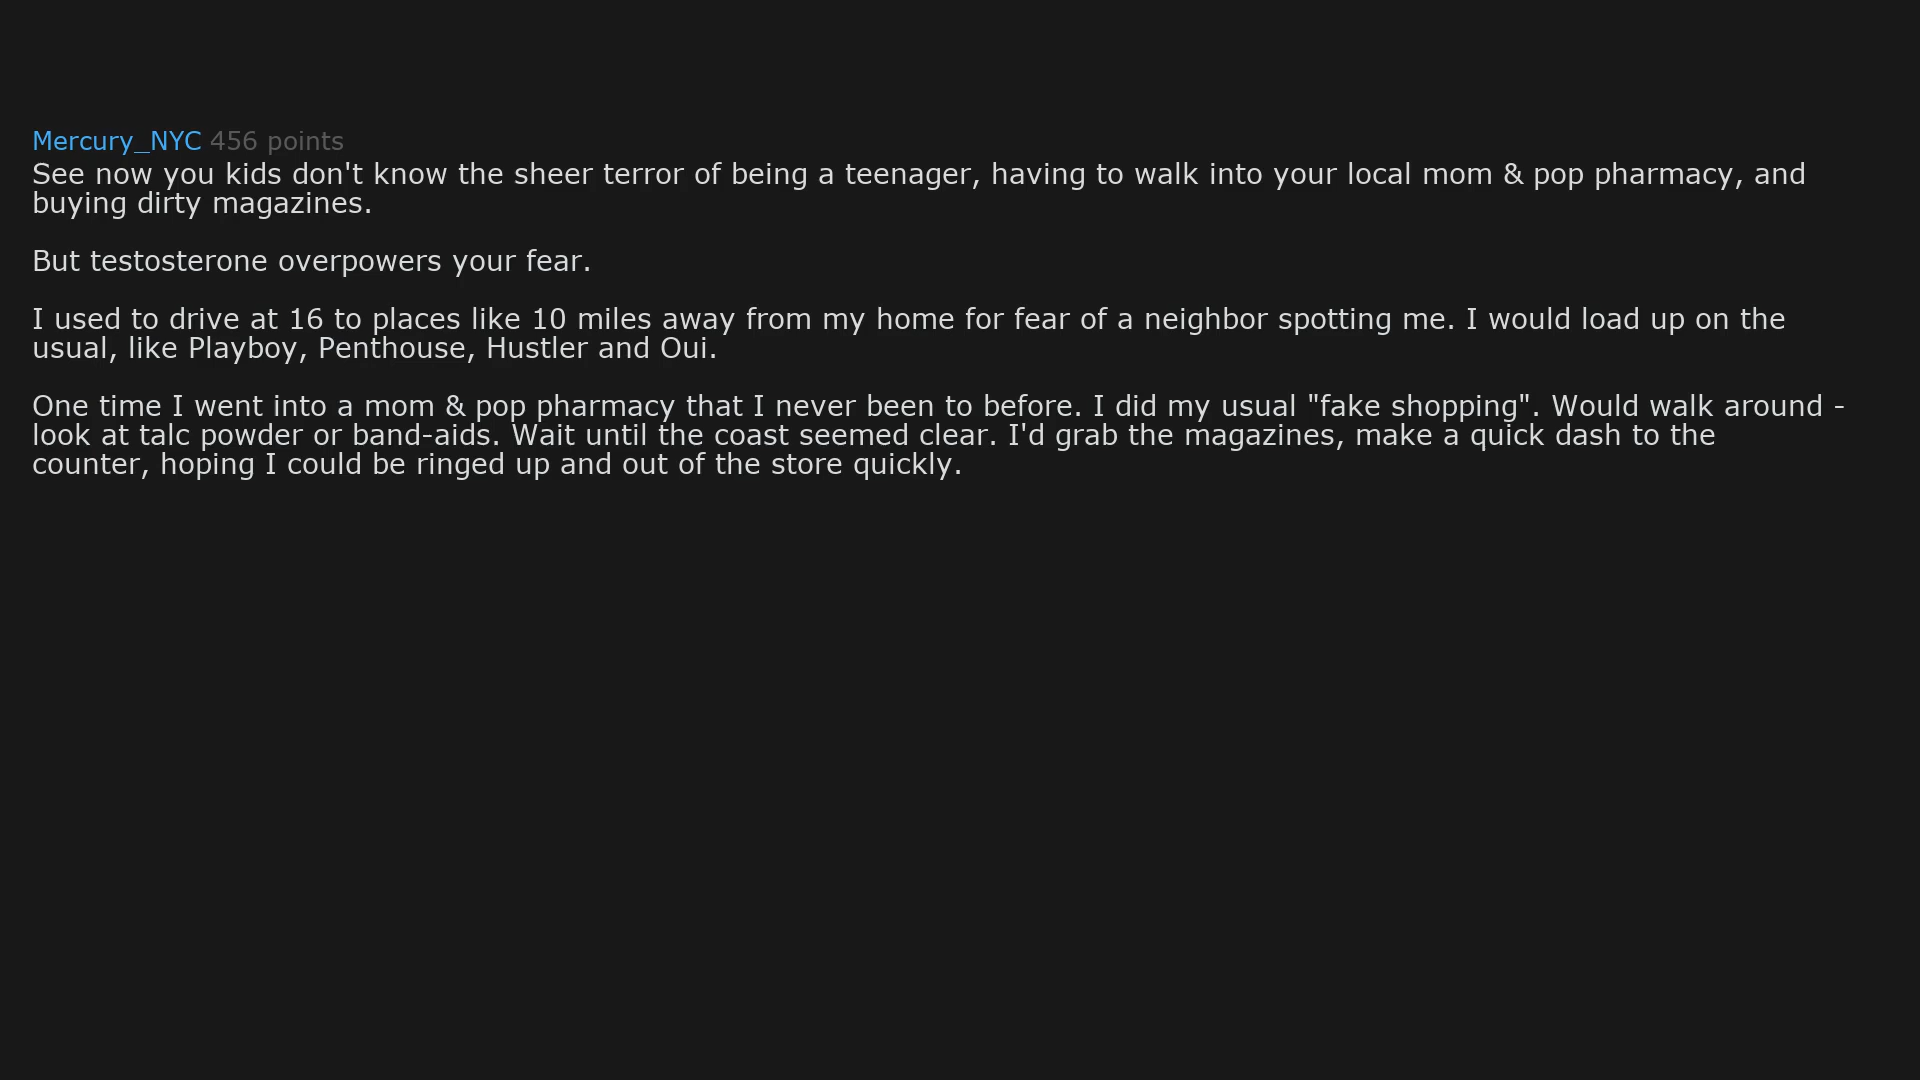 Mercury_NYC 456 points
See now you kids don't know the sheer terror of being a teenager, having to walk into your local mom & pop pharmacy, and
buying dirty magazines.
But testosterone overpowers your fear.
I used to drive at 16 to places like 10 miles away from my home for fear of a neighbor spotting me. I would load up on the
usual, like Playboy, Penthouse, Hustler and Oui.
One time I went into a mom & pop pharmacy that I never been to before. I did my usual "fake shopping". Would walk around -
look at talc powder or band-aids. Wait until the coast seemed clear. I'd grab the magazines, make a quick dash to the
counter, hoping I could be ringed up and out of the store quickly.